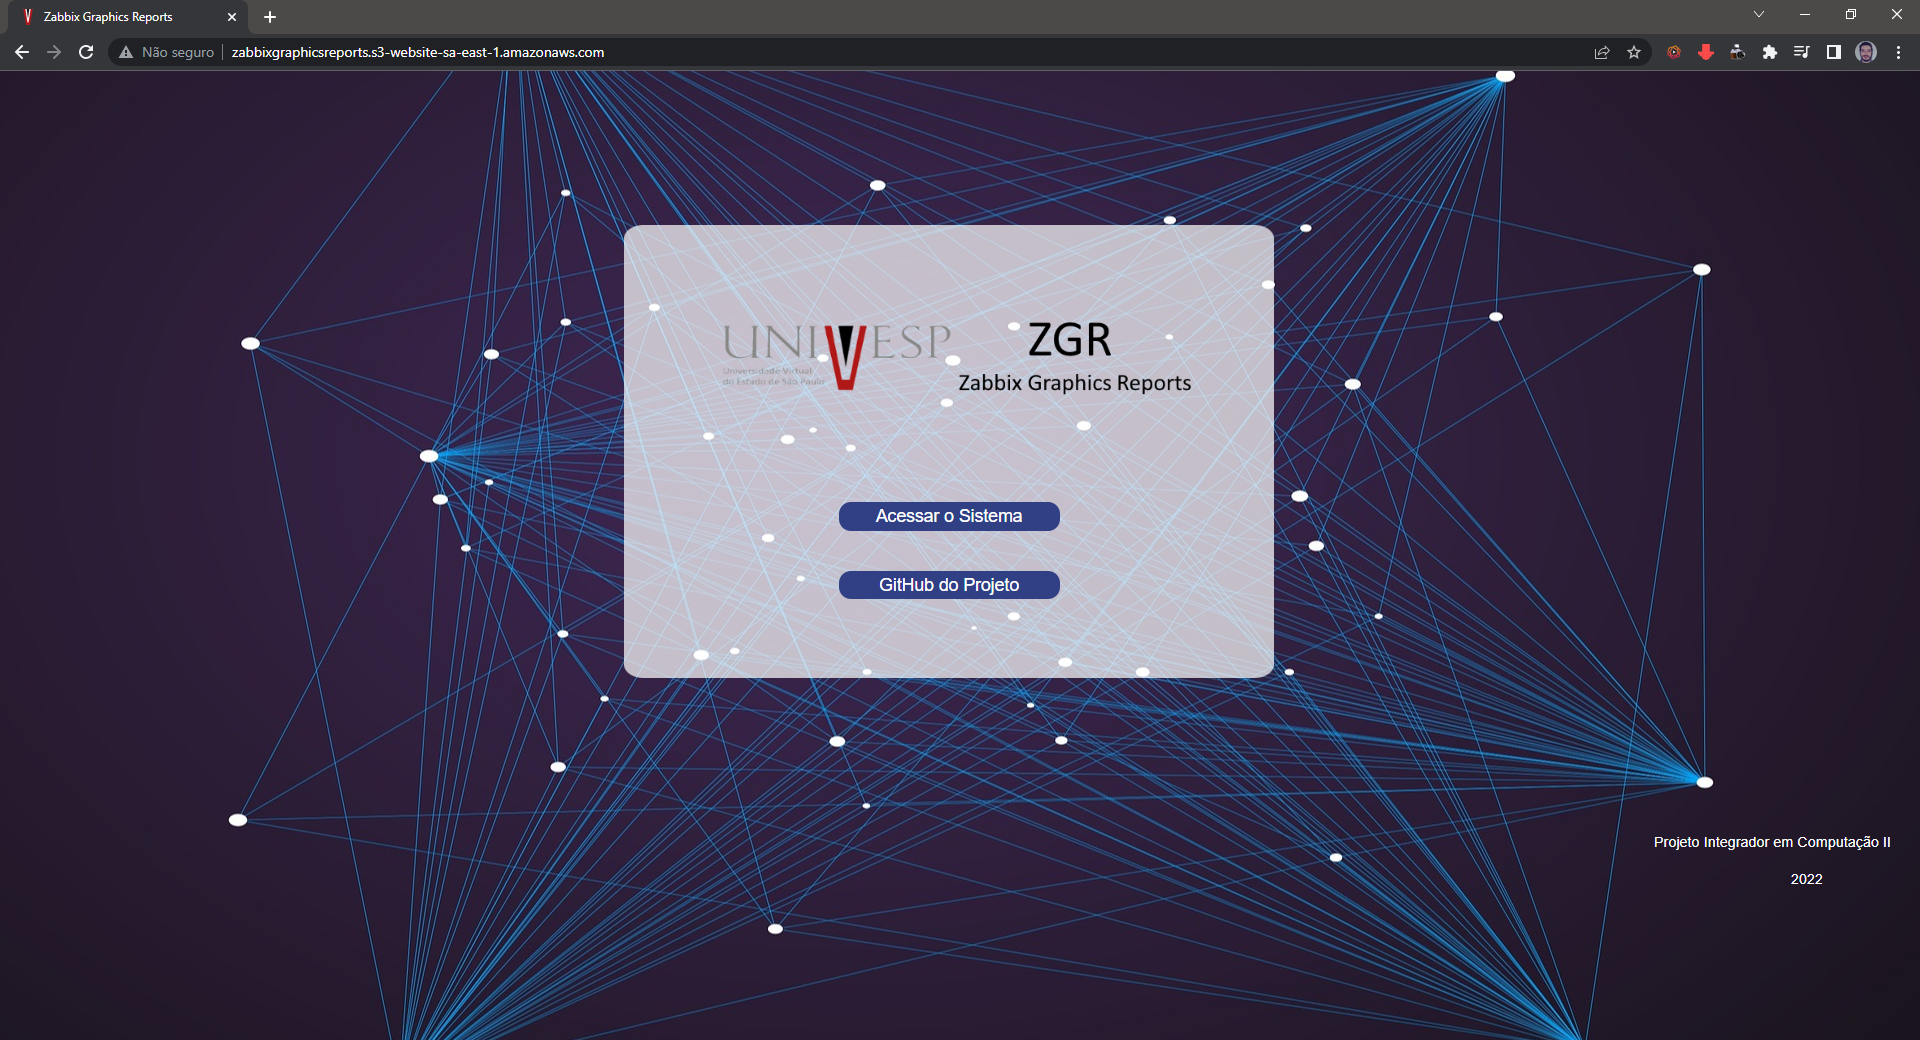 Zabbix Graphics Reports
Não seguro
zabbixgraphicsreports.s3-website-sa-east-1.amazonaws.com
UNIVESP
Universidade Virtual
do Estado de São Paulo
ZGR
Zabbix Graphics Reports
Acessar o Sistema
GitHub do Projeto
Projeto Integrador em Computação II
2022